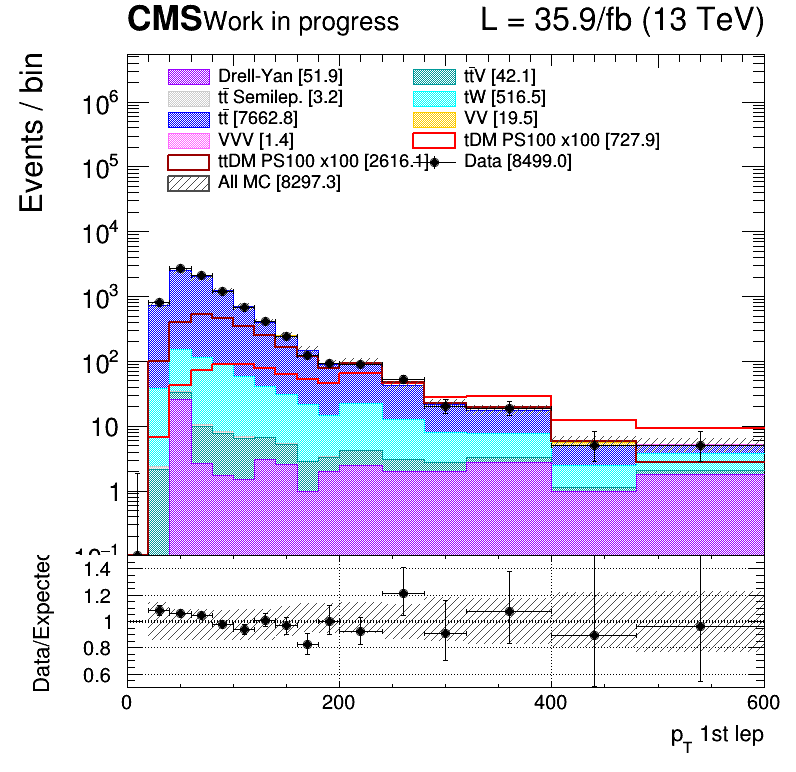 CMS Work in progress L = 35.9/fb (13 TeV)
Events / bin
Drell-Yan [51.9] tt̄V [42.1]
tt̄ Semilep. [3.2] tW [516.5]
tt̄ [7662.8] VV [19.5]
VVV [1.4] tDM PS100 x100 [727.9]
ttDM PS100 x100 [2616.1] Data [8499.0]
All MC [8297.3]
10⁶
10⁵
10⁴
10³
10²
10
1
10⁻¹
Data/Expected
1.4
1.2
1
0.8
0.6
0 200 400 600
p_T 1st lep